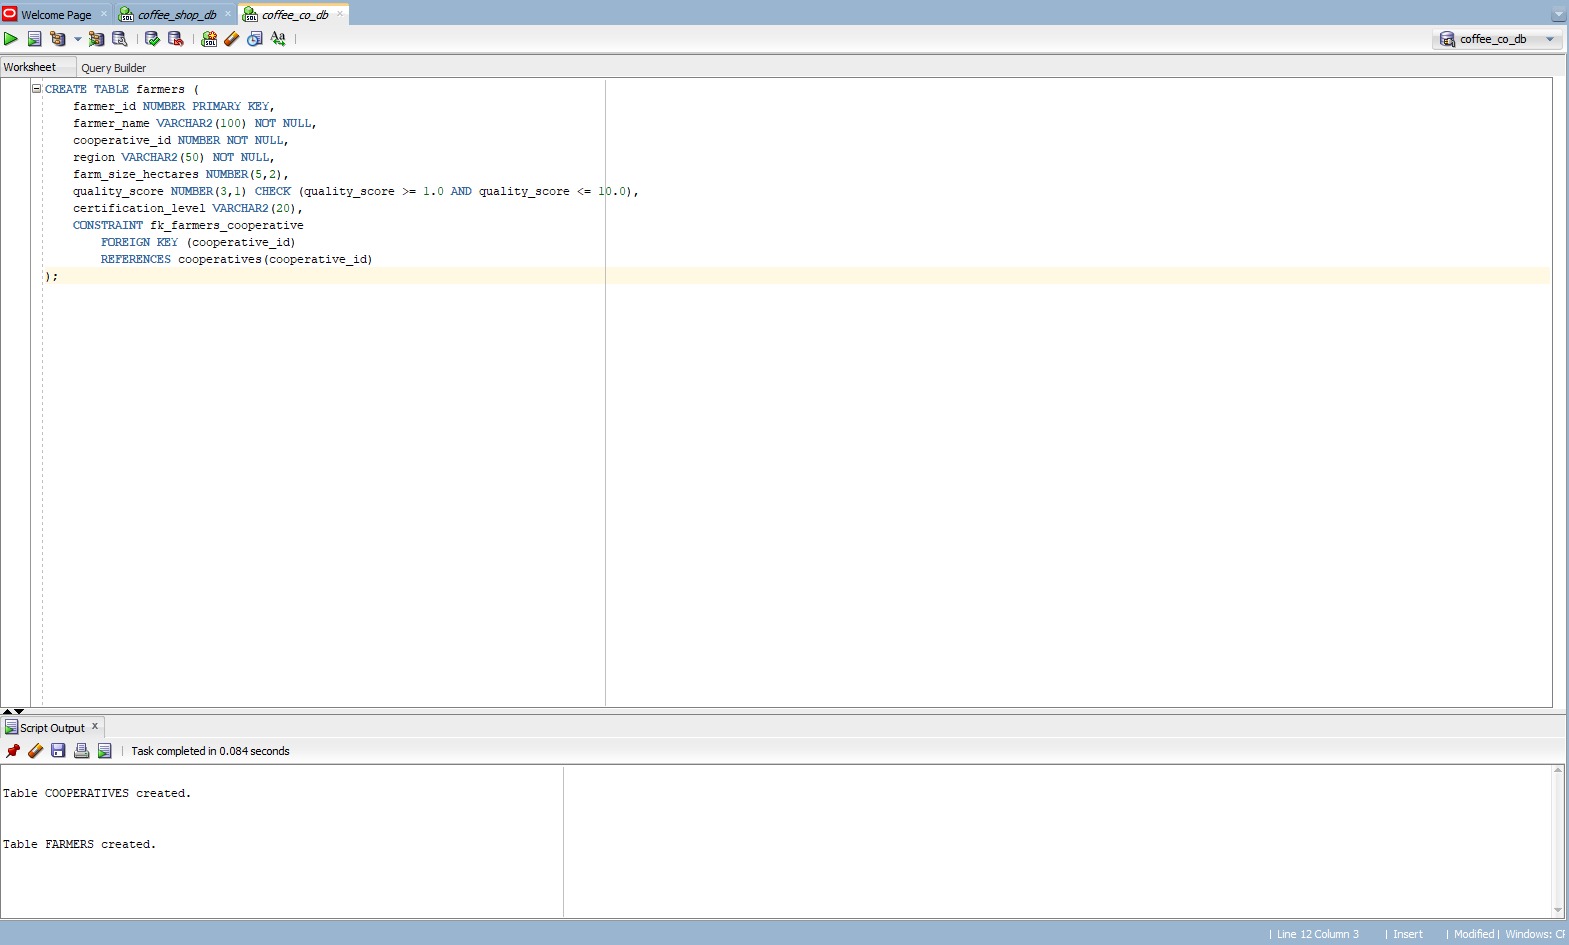 Welcome Page
coffee_shop_db
coffee_co_db
coffee_co_db
Worksheet
Query Builder
CREATE TABLE farmers (
    farmer_id NUMBER PRIMARY KEY,
    farmer_name VARCHAR2(100) NOT NULL,
    cooperative_id NUMBER NOT NULL,
    region VARCHAR2(50) NOT NULL,
    farm_size_hectares NUMBER(5,2),
    quality_score NUMBER(3,1) CHECK (quality_score >= 1.0 AND quality_score <= 10.0),
    certification_level VARCHAR2(20),
    CONSTRAINT fk_farmers_cooperative
        FOREIGN KEY (cooperative_id)
        REFERENCES cooperatives(cooperative_id)
);
Script Output
Task completed in 0.084 seconds
Table COOPERATIVES created.
Table FARMERS created.
| Line 12 Column 3 | Insert | Modified | Windows: